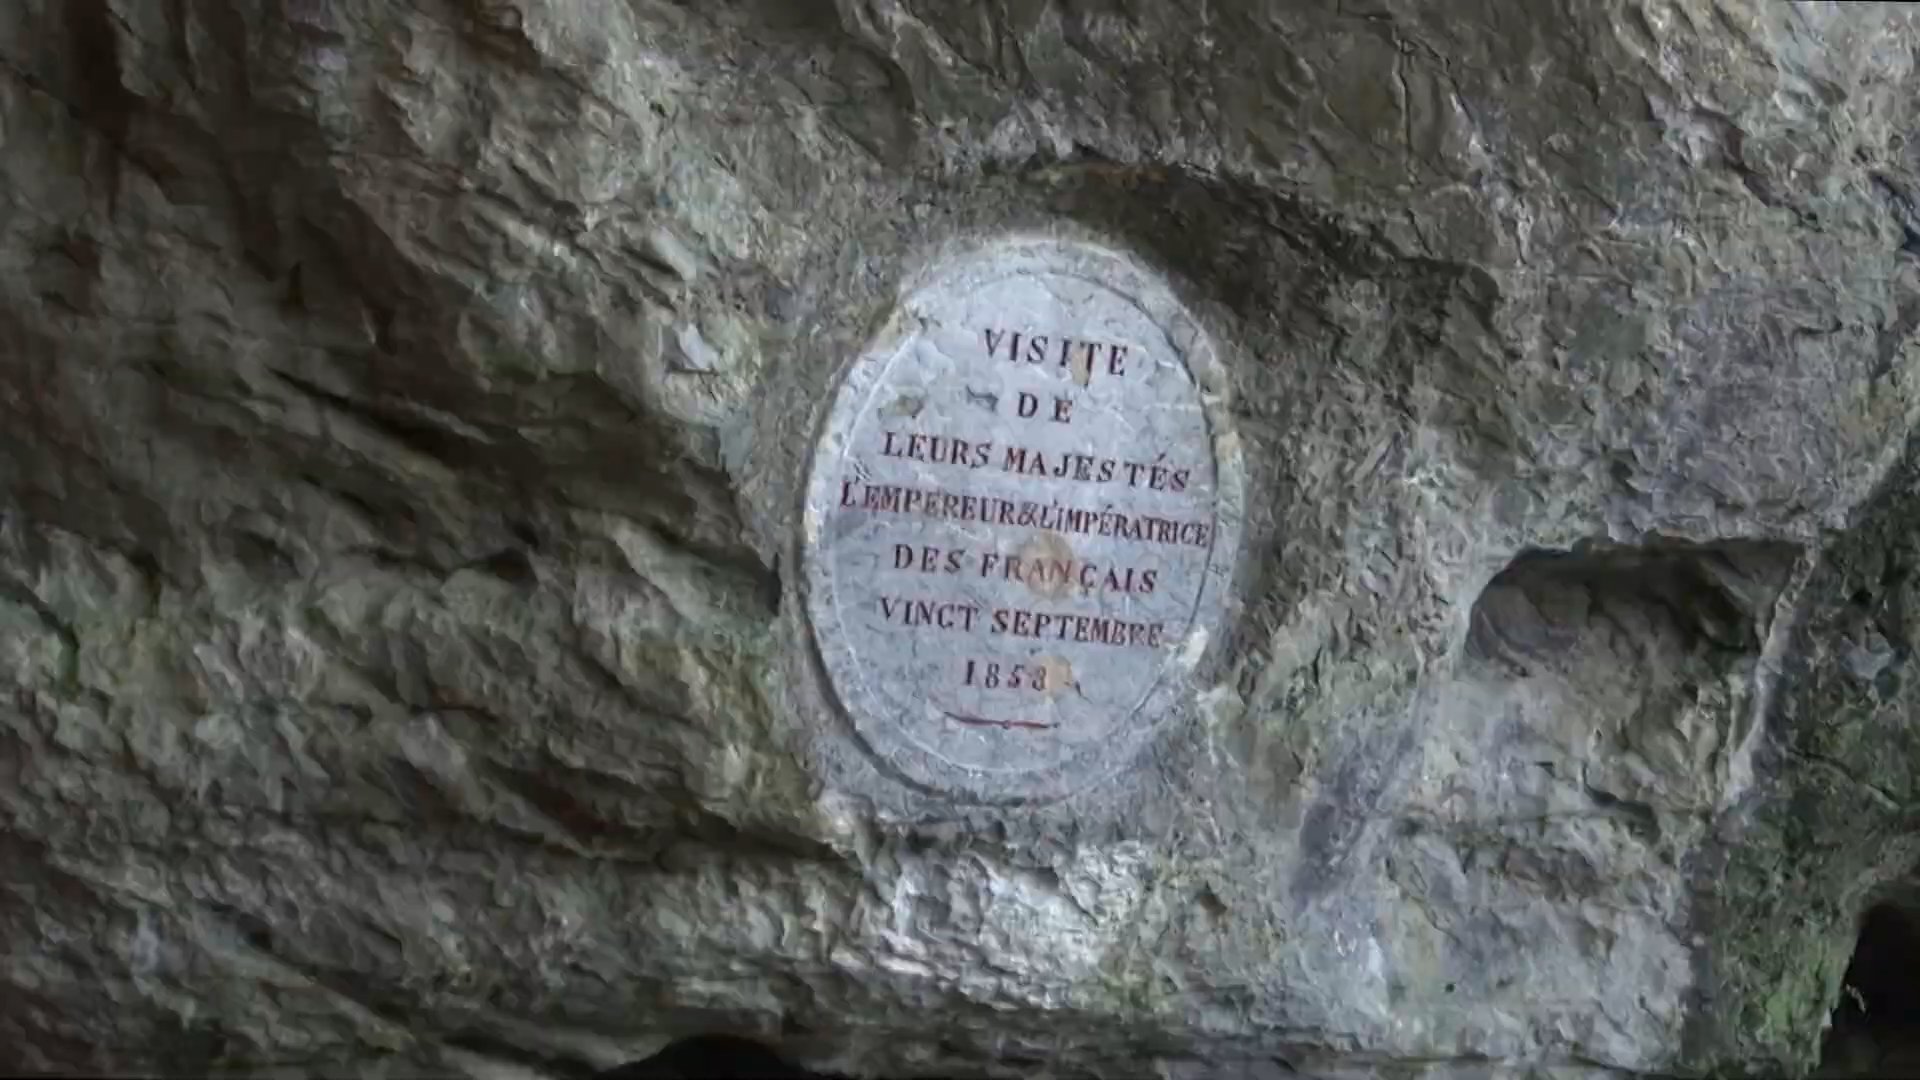 VISITE
DE
LEURS MAJESTÉS
L'EMPEREUR & L'IMPÉRATRICE
DES FRANÇAIS
VINGT SEPTEMBRE
1858